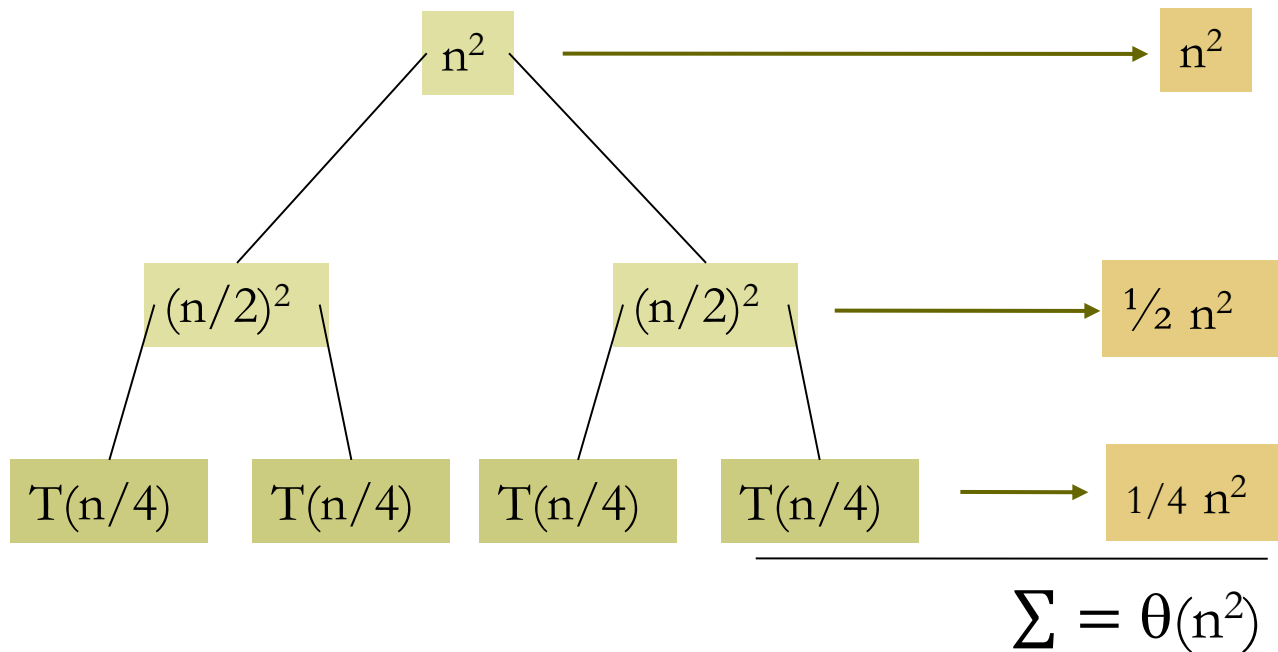 n² n²
(n/2)² (n/2)² ½ n²
T(n/4) T(n/4) T(n/4) T(n/4) 1/4 n²
∑ = θ(n²)